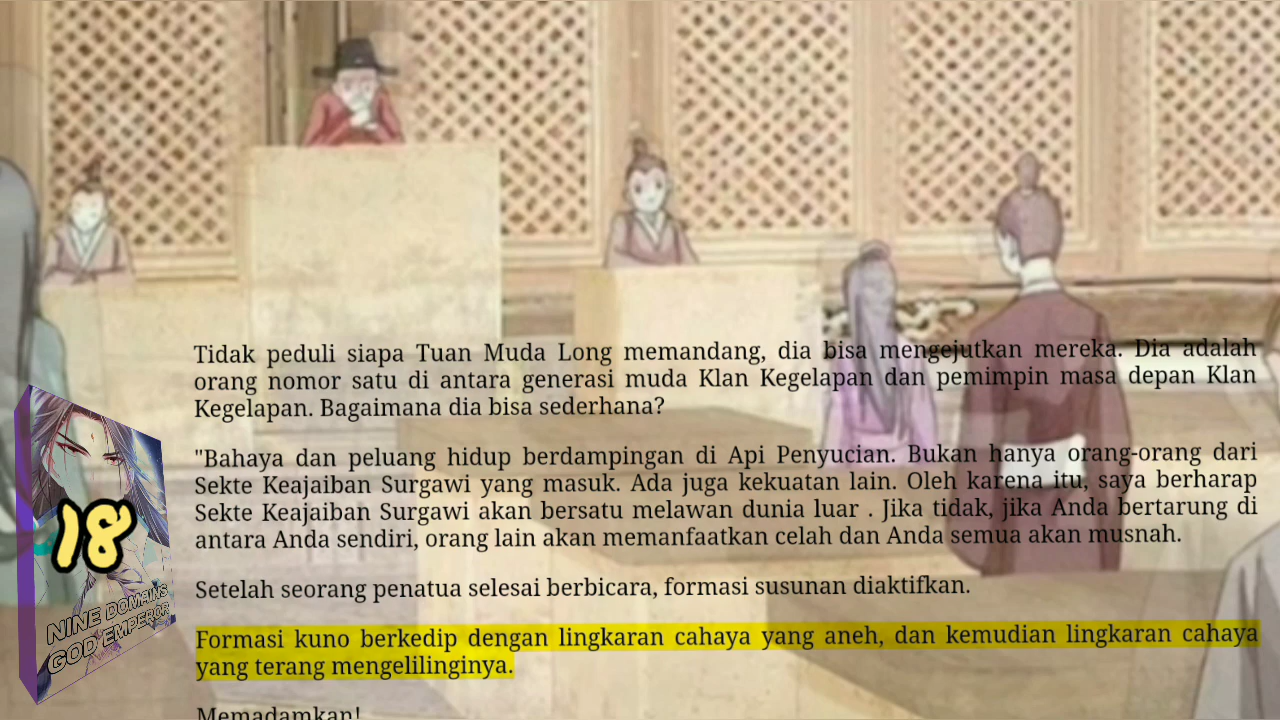 Tidak peduli siapa Tuan Muda Long memandang, dia bisa mengejutkan mereka. Dia adalah
orang nomor satu di antara generasi muda Klan Kegelapan dan pemimpin masa depan Klan
Kegelapan. Bagaimana dia bisa sederhana?
"Bahaya dan peluang hidup berdampingan di Api Penyucian. Bukan hanya orang-orang dari
Sekte Keajaiban Surgawi yang masuk. Ada juga kekuatan lain. Oleh karena itu, saya berharap
Sekte Keajaiban Surgawi akan bersatu melawan dunia luar . Jika tidak, jika Anda bertarung di
antara Anda sendiri, orang lain akan memanfaatkan celah dan Anda semua akan musnah.
Setelah seorang penatua selesai berbicara, formasi susunan diaktifkan.
Formasi kuno berkedip dengan lingkaran cahaya yang aneh, dan kemudian lingkaran cahaya
yang terang mengelilinginya.
Memadamkan!
18
NINE DOMAINS
GOD EMPEROR